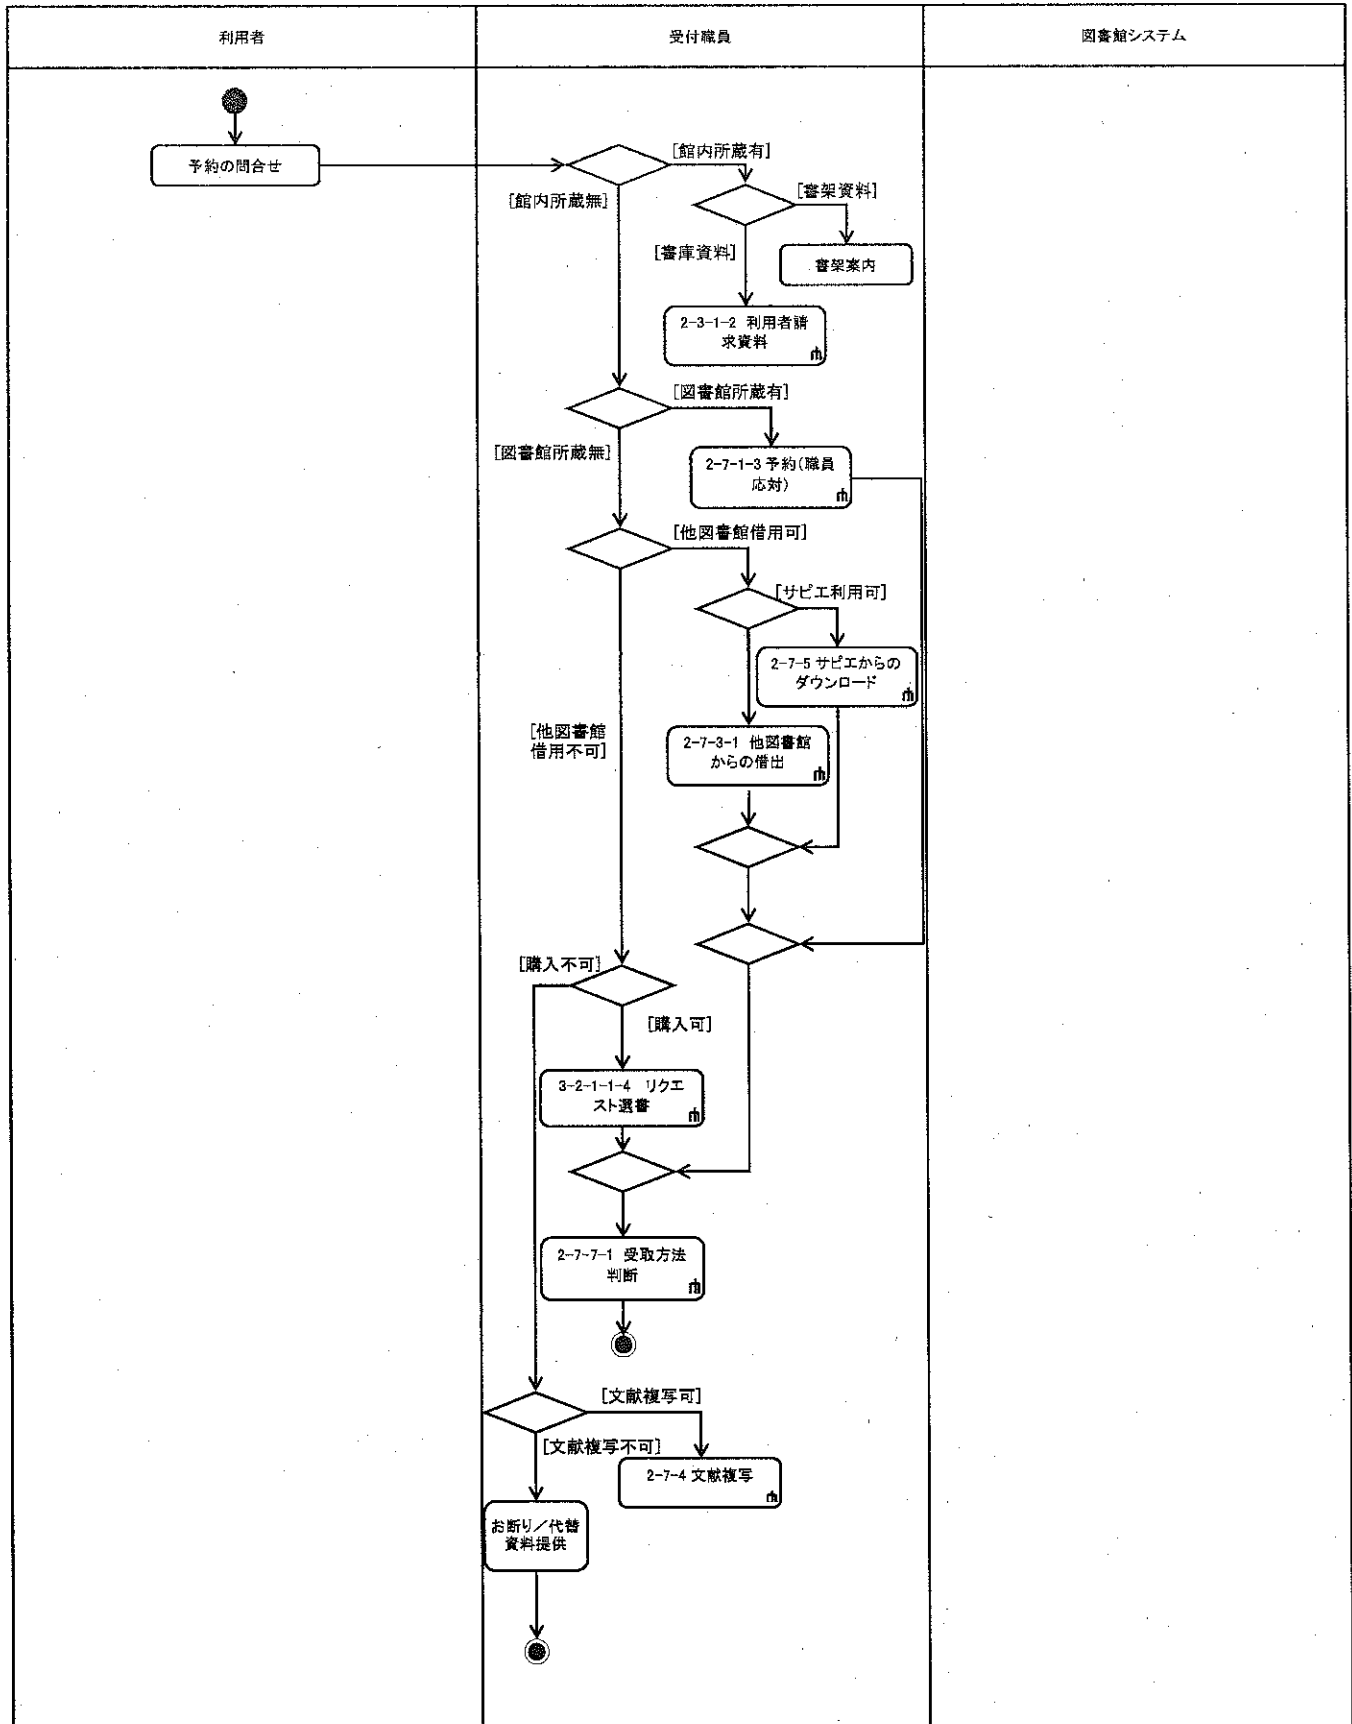 利用者
受付職員
図書館システム
予約の問合せ
[館内所蔵有]
[館内所蔵無]
[書架資料]
[書庫資料]
書架案内
2-3-1-2 利用者請
求資料
[図書館所蔵有]
[図書館所蔵無]
2-7-1-3 予約(職員
応対)
[他図書館借用可]
[サピエ利用可]
2-7-5 サピエからの
ダウンロード
[他図書館
借用不可]
2-7-3-1 他図書館
からの借出
[購入不可]
[購入可]
3-2-1-1-4 リクエ
スト選書
2-7-7-1 受取方法
判断
[文献複写可]
[文献複写不可]
2-7-4 文献複写
お断り／代替
資料提供